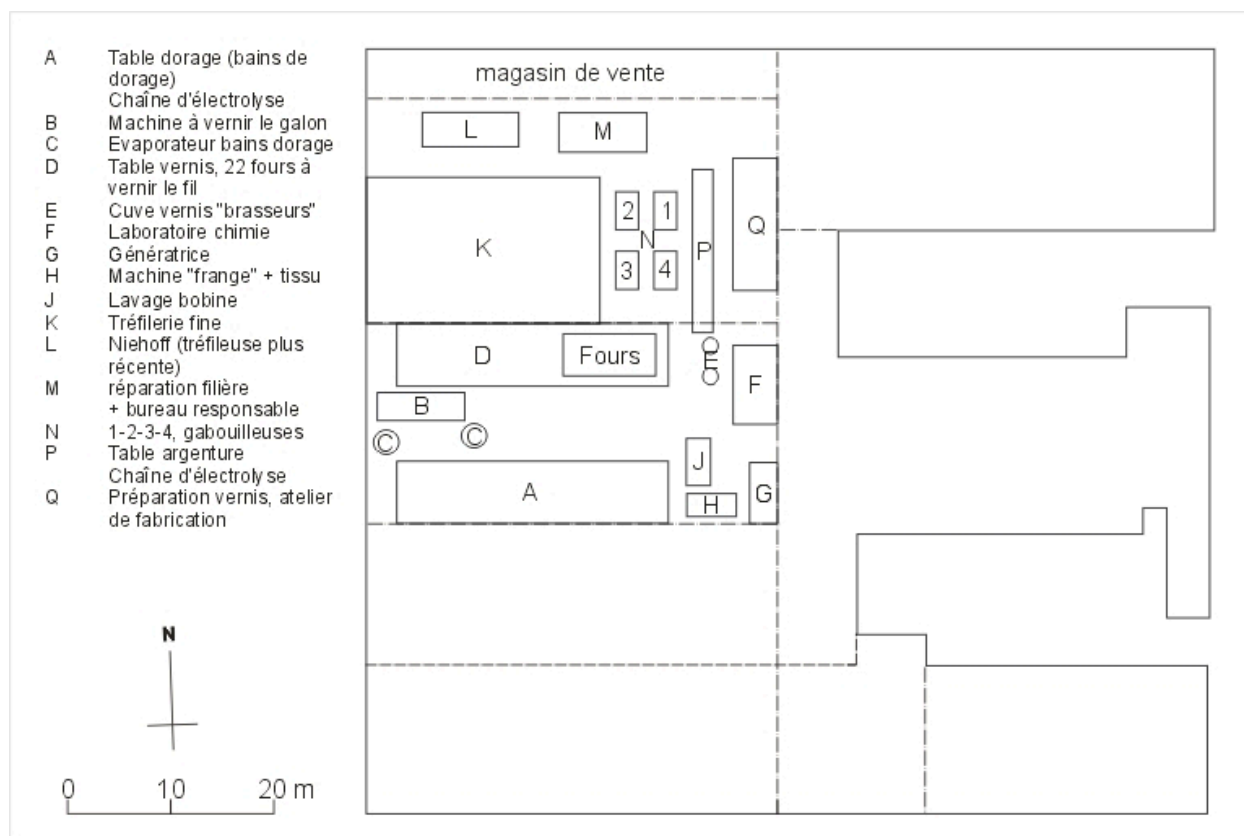 A Table dorage (bains de
dorage)
Chaîne d'électrolyse
B Machine à vernir le galon
C Evaporateur bains dorage
D Table vernis, 22 fours à
vernir le fil
E Cuve vernis "brasseurs"
F Laboratoire chimie
G Génératrice
H Machine "frange" + tissu
J Lavage bobine
K Tréfilerie fine
L Niehoff (tréfileuse plus
récente)
M réparation filière
+ bureau responsable
N 1-2-3-4, gabouilleuses
P Table argenture
Chaîne d'électrolyse
Q Préparation vernis, atelier
de fabrication
N
0 10 20 m
magasin de vente
L M
2 1
K N P Q
3 4
D Fours E F
B
C C
J
A H G